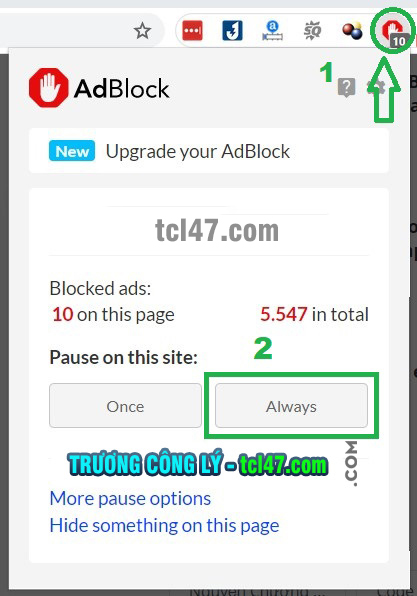 10
1
AdBlock
New Upgrade your AdBlock
tcl47.com
Blocked ads:
10 on this page 5.547 in total
Pause on this site: 2
Once Always
TRƯƠNG CÔNG LÝ - tcl47.com
.COM
More pause options
Hide something on this page